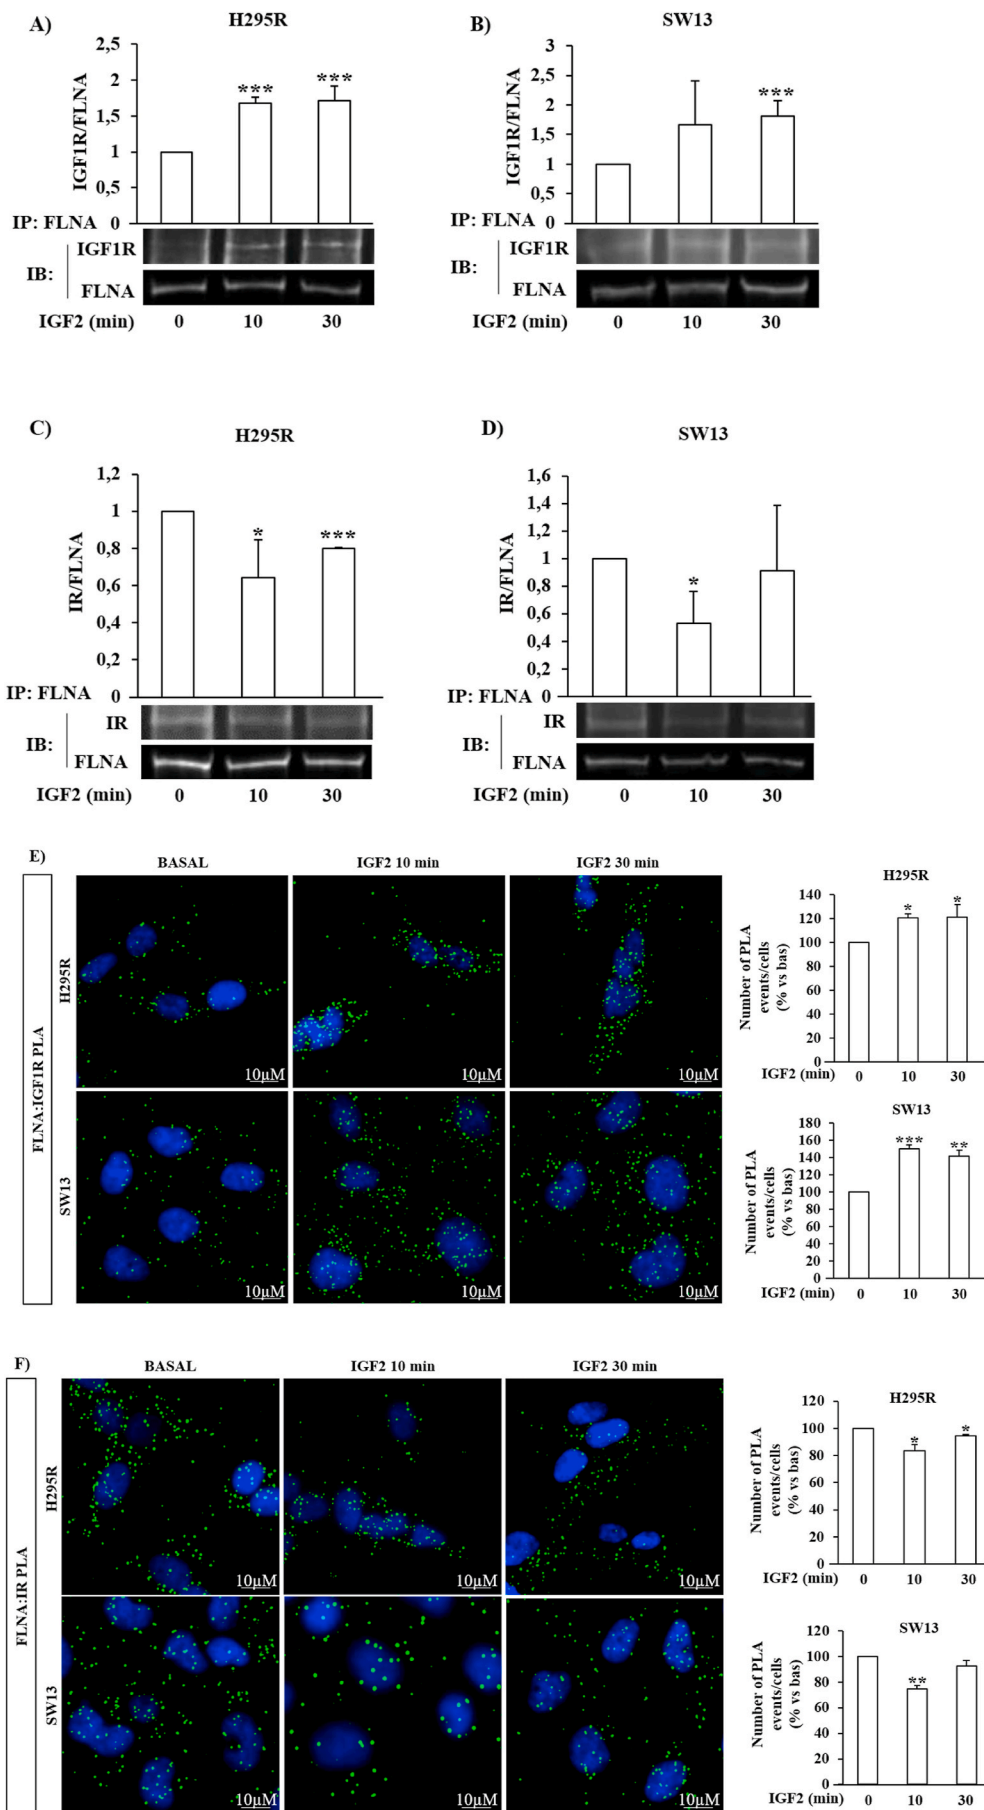 A)
H295R
2,5
2
1,5
1
0,5
0
IGF1R/FLNA
***
***
IP: FLNA
IB:
IGF1R
FLNA
IGF2 (min)
0 10 30
B)
SW13
3
2,5
2
1,5
1
0,5
0
IGF1R/FLNA
***
IP: FLNA
IB:
IGF1R
FLNA
IGF2 (min)
0 10 30
C)
H295R
1,2
1
0,8
0,6
0,4
0,2
0
IR/FLNA
*
***
IP: FLNA
IB:
IR
FLNA
IGF2 (min)
0 10 30
D)
SW13
1,6
1,4
1,2
1
0,8
0,6
0,4
0,2
0
IR/FLNA
*
IP: FLNA
IB:
IR
FLNA
IGF2 (min)
0 10 30
E)
BASAL IGF2 10 min IGF2 30 min
FLNA:IGF1R PLA
H295R
10µM 10µM 10µM
SW13
10µM 10µM 10µM
H295R
140
120
100
80
60
40
20
0
Number of PLA
events/cells
(% vs bas)
*
*
IGF2 (min)
0 10 30
SW13
180
160
140
120
100
80
60
40
20
0
Number of PLA
events/cells
(% vs bas)
***
**
IGF2 (min)
0 10 30
F)
BASAL IGF2 10 min IGF2 30 min
FLNA:IR PLA
H295R
10µM 10µM 10µM
SW13
10µM 10µM 10µM
H295R
120
100
80
60
40
20
0
Number of PLA
events/cells
(% vs bas)
*
*
IGF2 (min)
0 10 30
SW13
120
100
80
60
40
20
0
Number of PLA
events/cells
(% vs bas)
**
IGF2 (min)
0 10 30